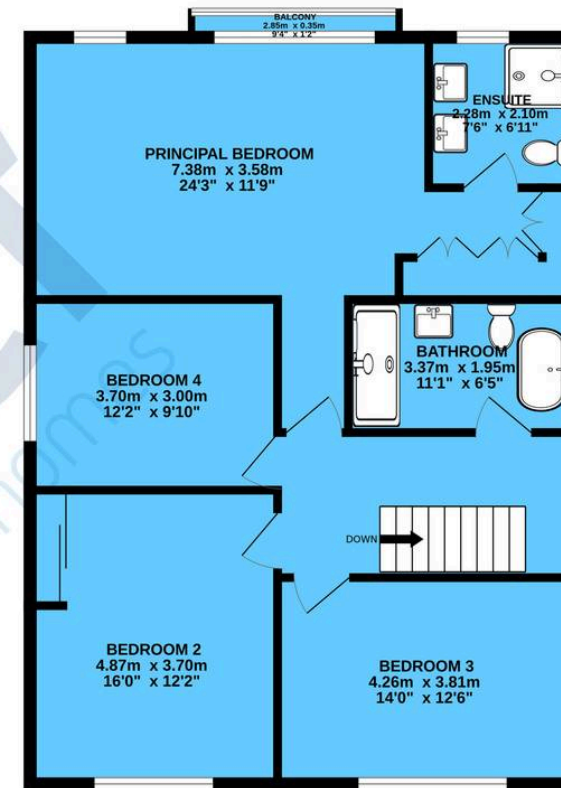 BALCONY
2.85m x 0.35m
9'4" x 1'2"
ENSUITE
2.28m x 2.10m
7'6" x 6'11"
PRINCIPAL BEDROOM
7.38m x 3.58m
24'3" x 11'9"
BATHROOM
3.37m x 1.95m
11'1" x 6'5"
BEDROOM 4
3.70m x 3.00m
12'2" x 9'10"
DOWN
BEDROOM 2
4.87m x 3.70m
16'0" x 12'2"
BEDROOM 3
4.26m x 3.81m
14'0" x 12'6"
homes